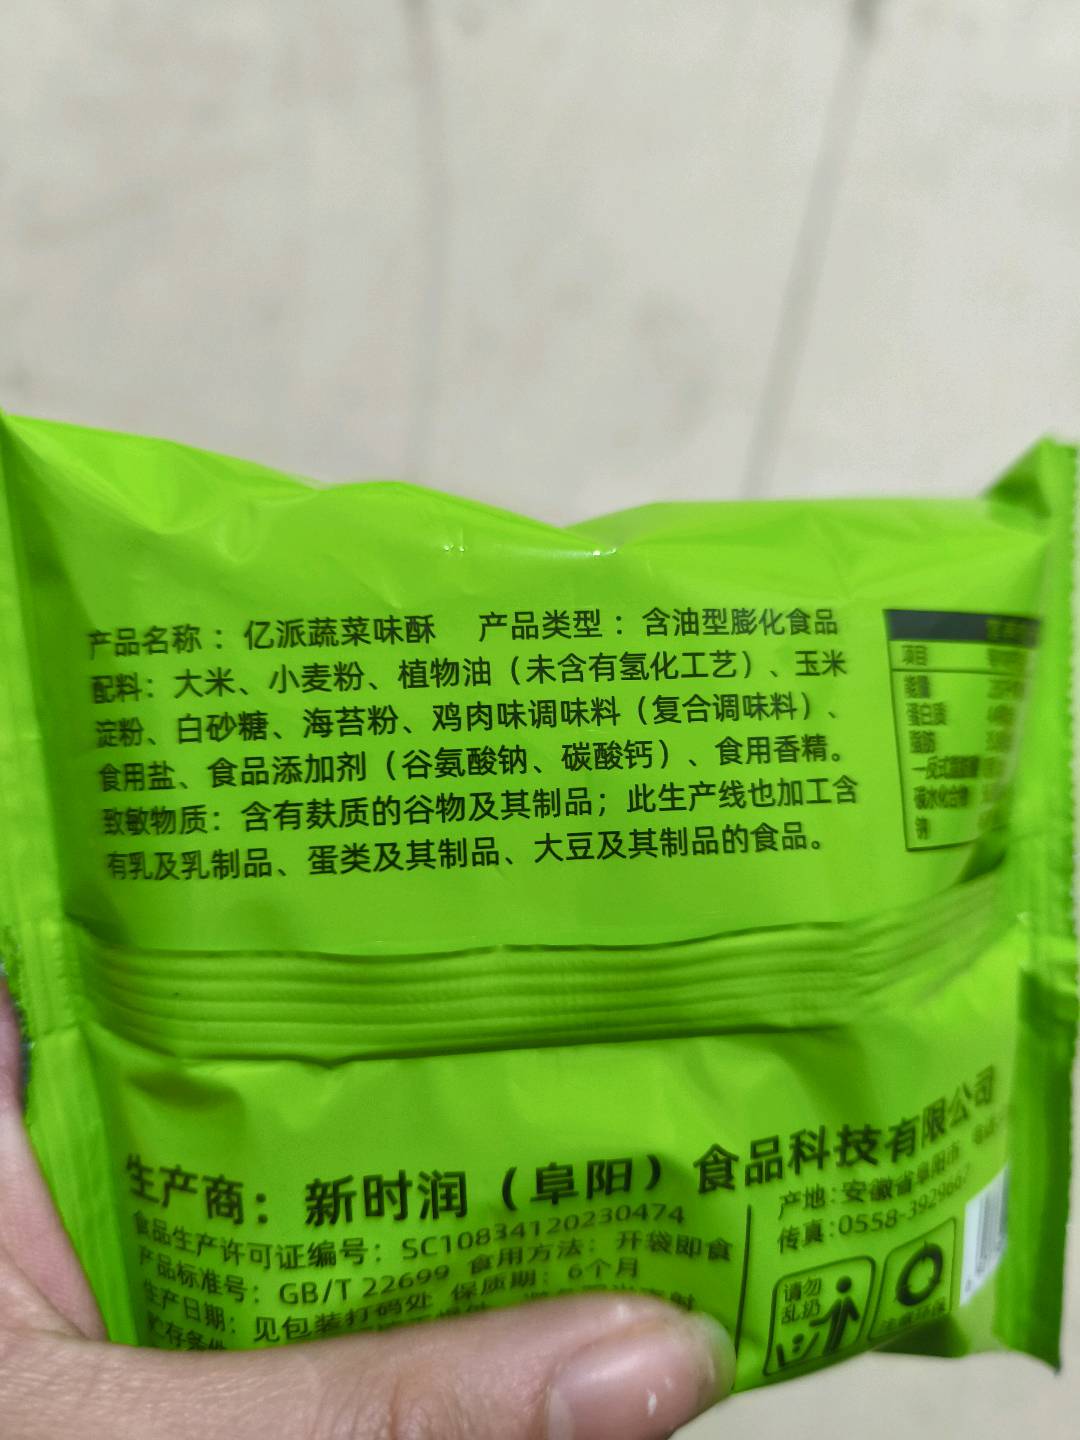 产品名称：亿派蔬菜味酥 产品类型：含油型膨化食品
配料：大米、小麦粉、植物油（未含有氢化工艺）、玉米
淀粉、白砂糖、海苔粉、鸡肉味调味料（复合调味料）、
食用盐、食品添加剂（谷氨酸钠、碳酸钙）、食用香精。
致敏物质：含有麸质的谷物及其制品；此生产线也加工含
有乳及乳制品、蛋类及其制品、大豆及其制品的食品。
项目
能量
蛋白质
脂肪
碳水化合物
钠
生产商：新时润（阜阳）食品科技有限公司
食品生产许可证编号：SC10834120230474
产品标准号：GB/T 22699 食用方法：开袋即食
生产日期：见包装打码处 保质期：6个月
贮存条件
产地：安徽省阜阳市
传真：0558-3929667
请勿
乱扔